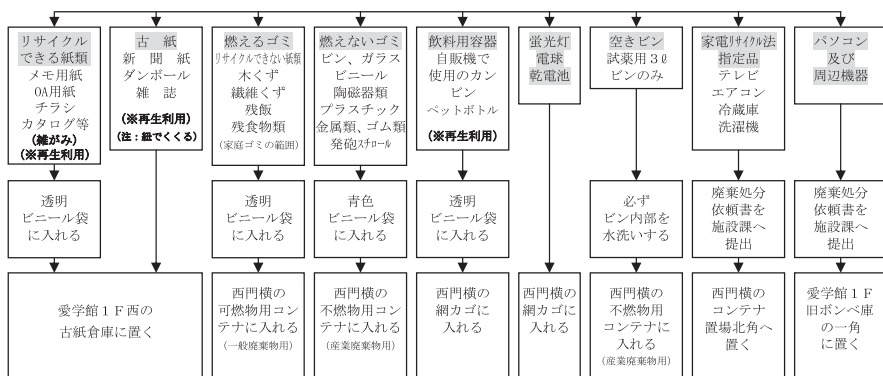 リサイクル
できる紙類
メモ用紙
OA用紙
チラシ
カタログ等
(雑がみ)
(※再生利用)
古　紙
新聞紙
ダンボール
雑誌
(※再生利用)
(注：紐でくくる)
燃えるゴミ
リサイクルできない紙類
木くず
繊維くず
残飯
残食物類
(家庭ゴミの範囲)
燃えないゴミ
ビン、ガラス
ビニール
陶磁器類
プラスチック
金属類、ゴム類
発砲スチロール
飲料用容器
自販機で
使用のカン
ビン
ペットボトル
(※再生利用)
蛍光灯
電球
乾電池
空きビン
試薬用3ℓ
ビンのみ
家電リサイクル法
指定品
テレビ
エアコン
冷蔵庫
洗濯機
パソコン
及び
周辺機器
透明
ビニール袋
に入れる
透明
ビニール袋
に入れる
青色
ビニール袋
に入れる
透明
ビニール袋
に入れる
必ず
ビン内部を
水洗いする
廃棄処分
依頼書を
施設課へ
提出
廃棄処分
依頼書を
施設課へ
提出
愛学館1F西の
古紙倉庫に置く
西門横の
可燃物用コン
テナに入れる
(一般廃棄物用)
西門横の
不燃物用コン
テナに入れる
(産業廃棄物用)
西門横の
網カゴに
入れる
西門横の
網カゴに
入れる
西門横の
不燃物用
コンテナに
入れる
(産業廃棄物用)
西門横の
コンテナ
置場北角へ
置く
愛学館1F
旧ボンベ庫
の一角
に置く